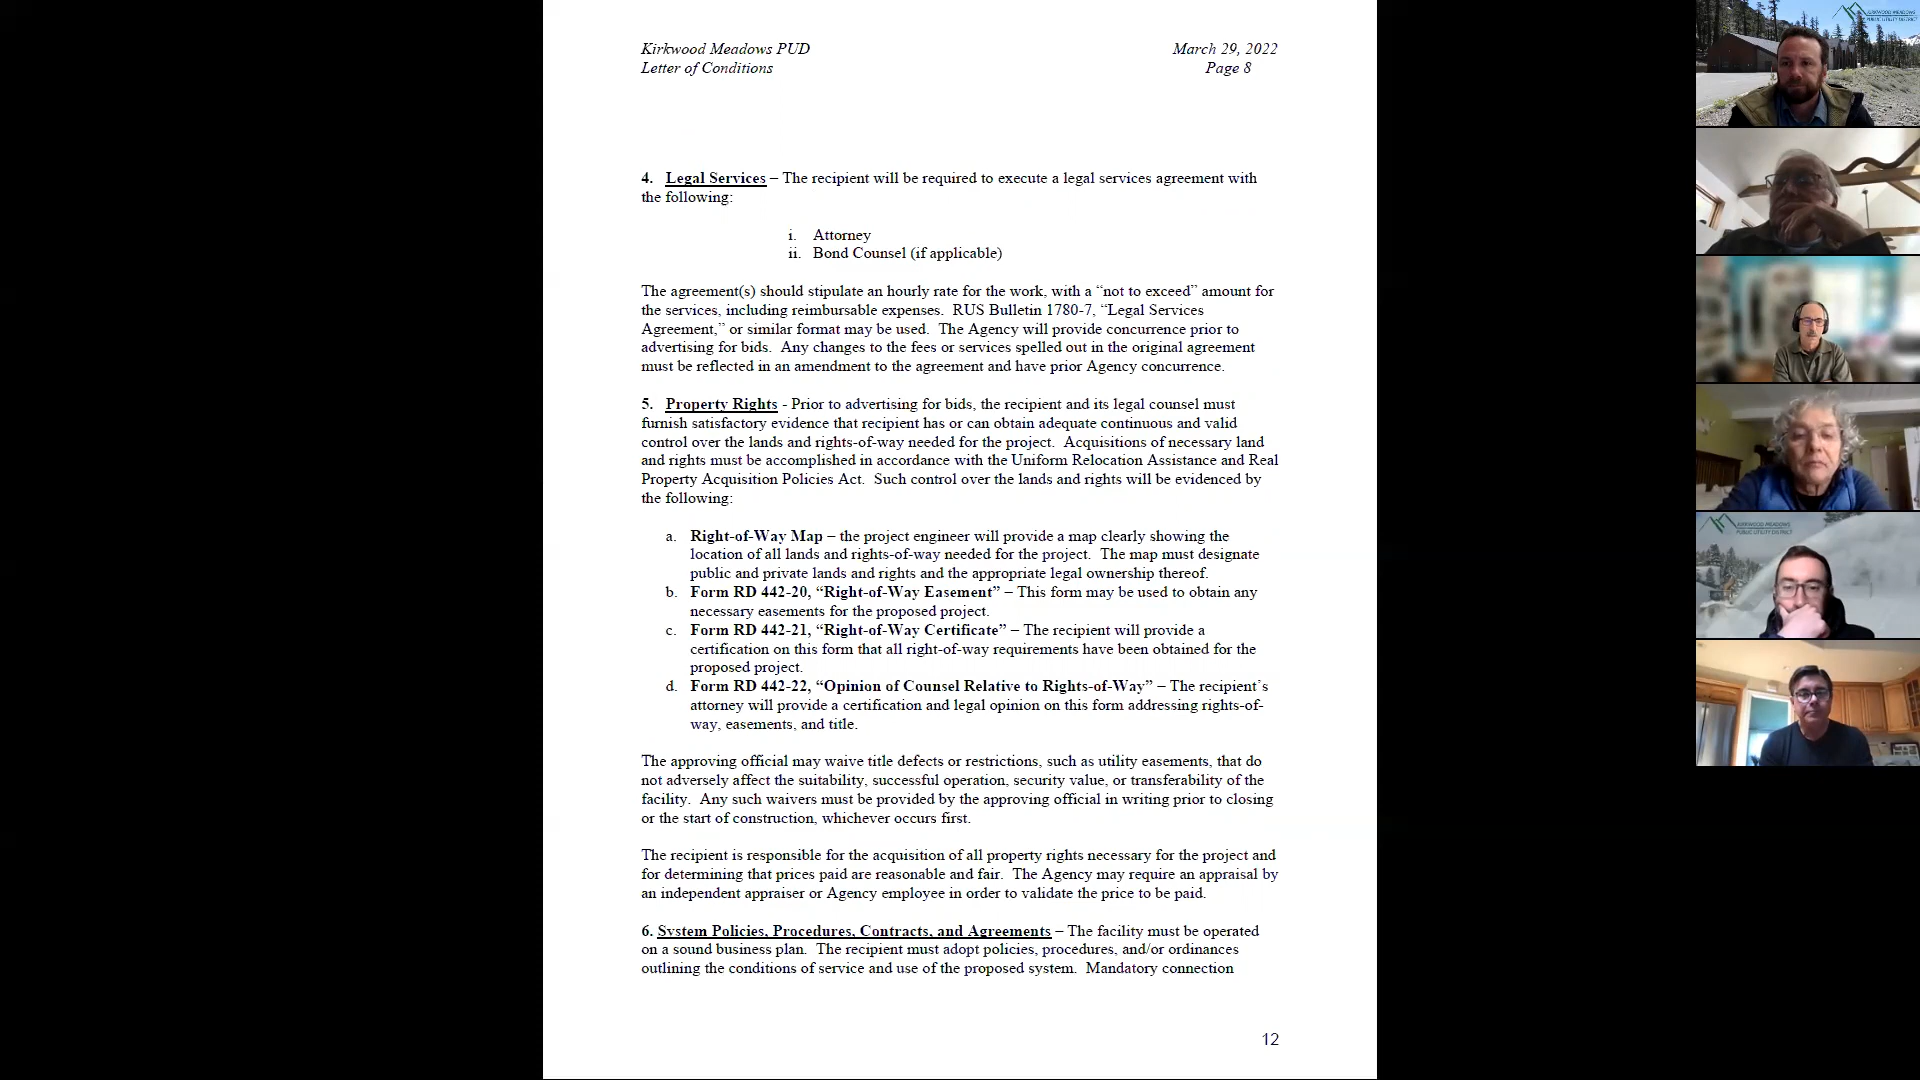 Kirkwood Meadows PUD
Letter of Conditions
March 29, 2022
Page 8
4. Legal Services – The recipient will be required to execute a legal services agreement with
the following:
i. Attorney
ii. Bond Counsel (if applicable)
The agreement(s) should stipulate an hourly rate for the work, with a “not to exceed” amount for
the services, including reimbursable expenses. RUS Bulletin 1780-7, “Legal Services
Agreement,” or similar format may be used. The Agency will provide concurrence prior to
advertising for bids. Any changes to the fees or services spelled out in the original agreement
must be reflected in an amendment to the agreement and have prior Agency concurrence.
5. Property Rights - Prior to advertising for bids, the recipient and its legal counsel must
furnish satisfactory evidence that recipient has or can obtain adequate continuous and valid
control over the lands and rights-of-way needed for the project. Acquisitions of necessary land
and rights must be accomplished in accordance with the Uniform Relocation Assistance and Real
Property Acquisition Policies Act. Such control over the lands and rights will be evidenced by
the following:
a. Right-of-Way Map – the project engineer will provide a map clearly showing the
location of all lands and rights-of-way needed for the project. The map must designate
public and private lands and rights and the appropriate legal ownership thereof.
b. Form RD 442-20, “Right-of-Way Easement” – This form may be used to obtain any
necessary easements for the proposed project.
c. Form RD 442-21, “Right-of-Way Certificate” – The recipient will provide a
certification on this form that all right-of-way requirements have been obtained for the
proposed project.
d. Form RD 442-22, “Opinion of Counsel Relative to Rights-of-Way” – The recipient’s
attorney will provide a certification and legal opinion on this form addressing rights-of-
way, easements, and title.
The approving official may waive title defects or restrictions, such as utility easements, that do
not adversely affect the suitability, successful operation, security value, or transferability of the
facility. Any such waivers must be provided by the approving official in writing prior to closing
or the start of construction, whichever occurs first.
The recipient is responsible for the acquisition of all property rights necessary for the project and
for determining that prices paid are reasonable and fair. The Agency may require an appraisal by
an independent appraiser or Agency employee in order to validate the price to be paid.
6. System Policies, Procedures, Contracts, and Agreements – The facility must be operated
on a sound business plan. The recipient must adopt policies, procedures, and/or ordinances
outlining the conditions of service and use of the proposed system. Mandatory connection
12
KIRKWOOD MEADOWS
PUBLIC UTILITY DISTRICT
KIRKWOOD MEADOWS
PUBLIC UTILITY DISTRICT